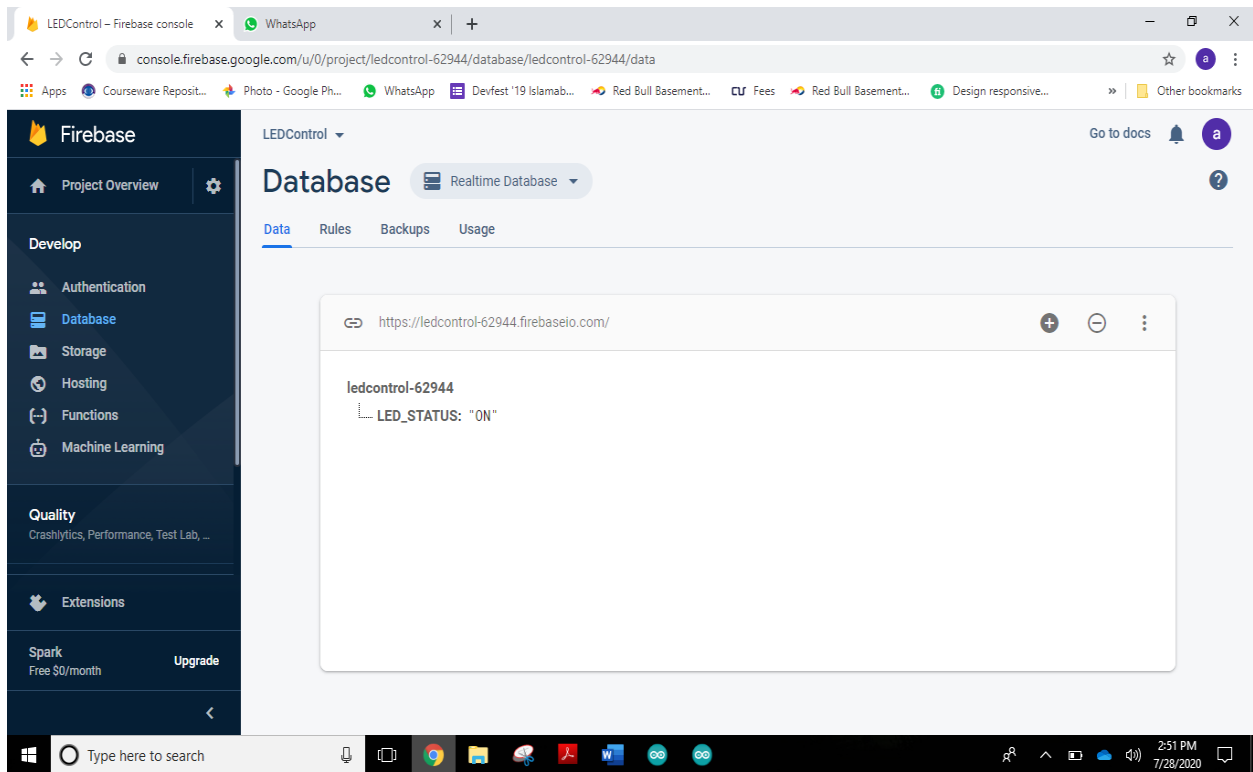 LEDControl – Firebase console
WhatsApp
console.firebase.google.com/u/0/project/ledcontrol-62944/database/ledcontrol-62944/data
a
Apps Courseware Reposit... Photo - Google Ph... WhatsApp Devfest '19 Islamab... Red Bull Basement... CU Fees Red Bull Basement... Design responsive... » Other bookmarks
Firebase
LEDControl
Go to docs
a
Project Overview
Database
Realtime Database
Data Rules Backups Usage
Develop
Authentication
Database
Storage
Hosting
Functions
Machine Learning
https://ledcontrol-62944.firebaseio.com/
ledcontrol-62944
LED_STATUS: "ON"
Quality
Crashlytics, Performance, Test Lab, ...
Extensions
Spark
Free $0/month
Upgrade
Type here to search
2:51 PM
7/28/2020